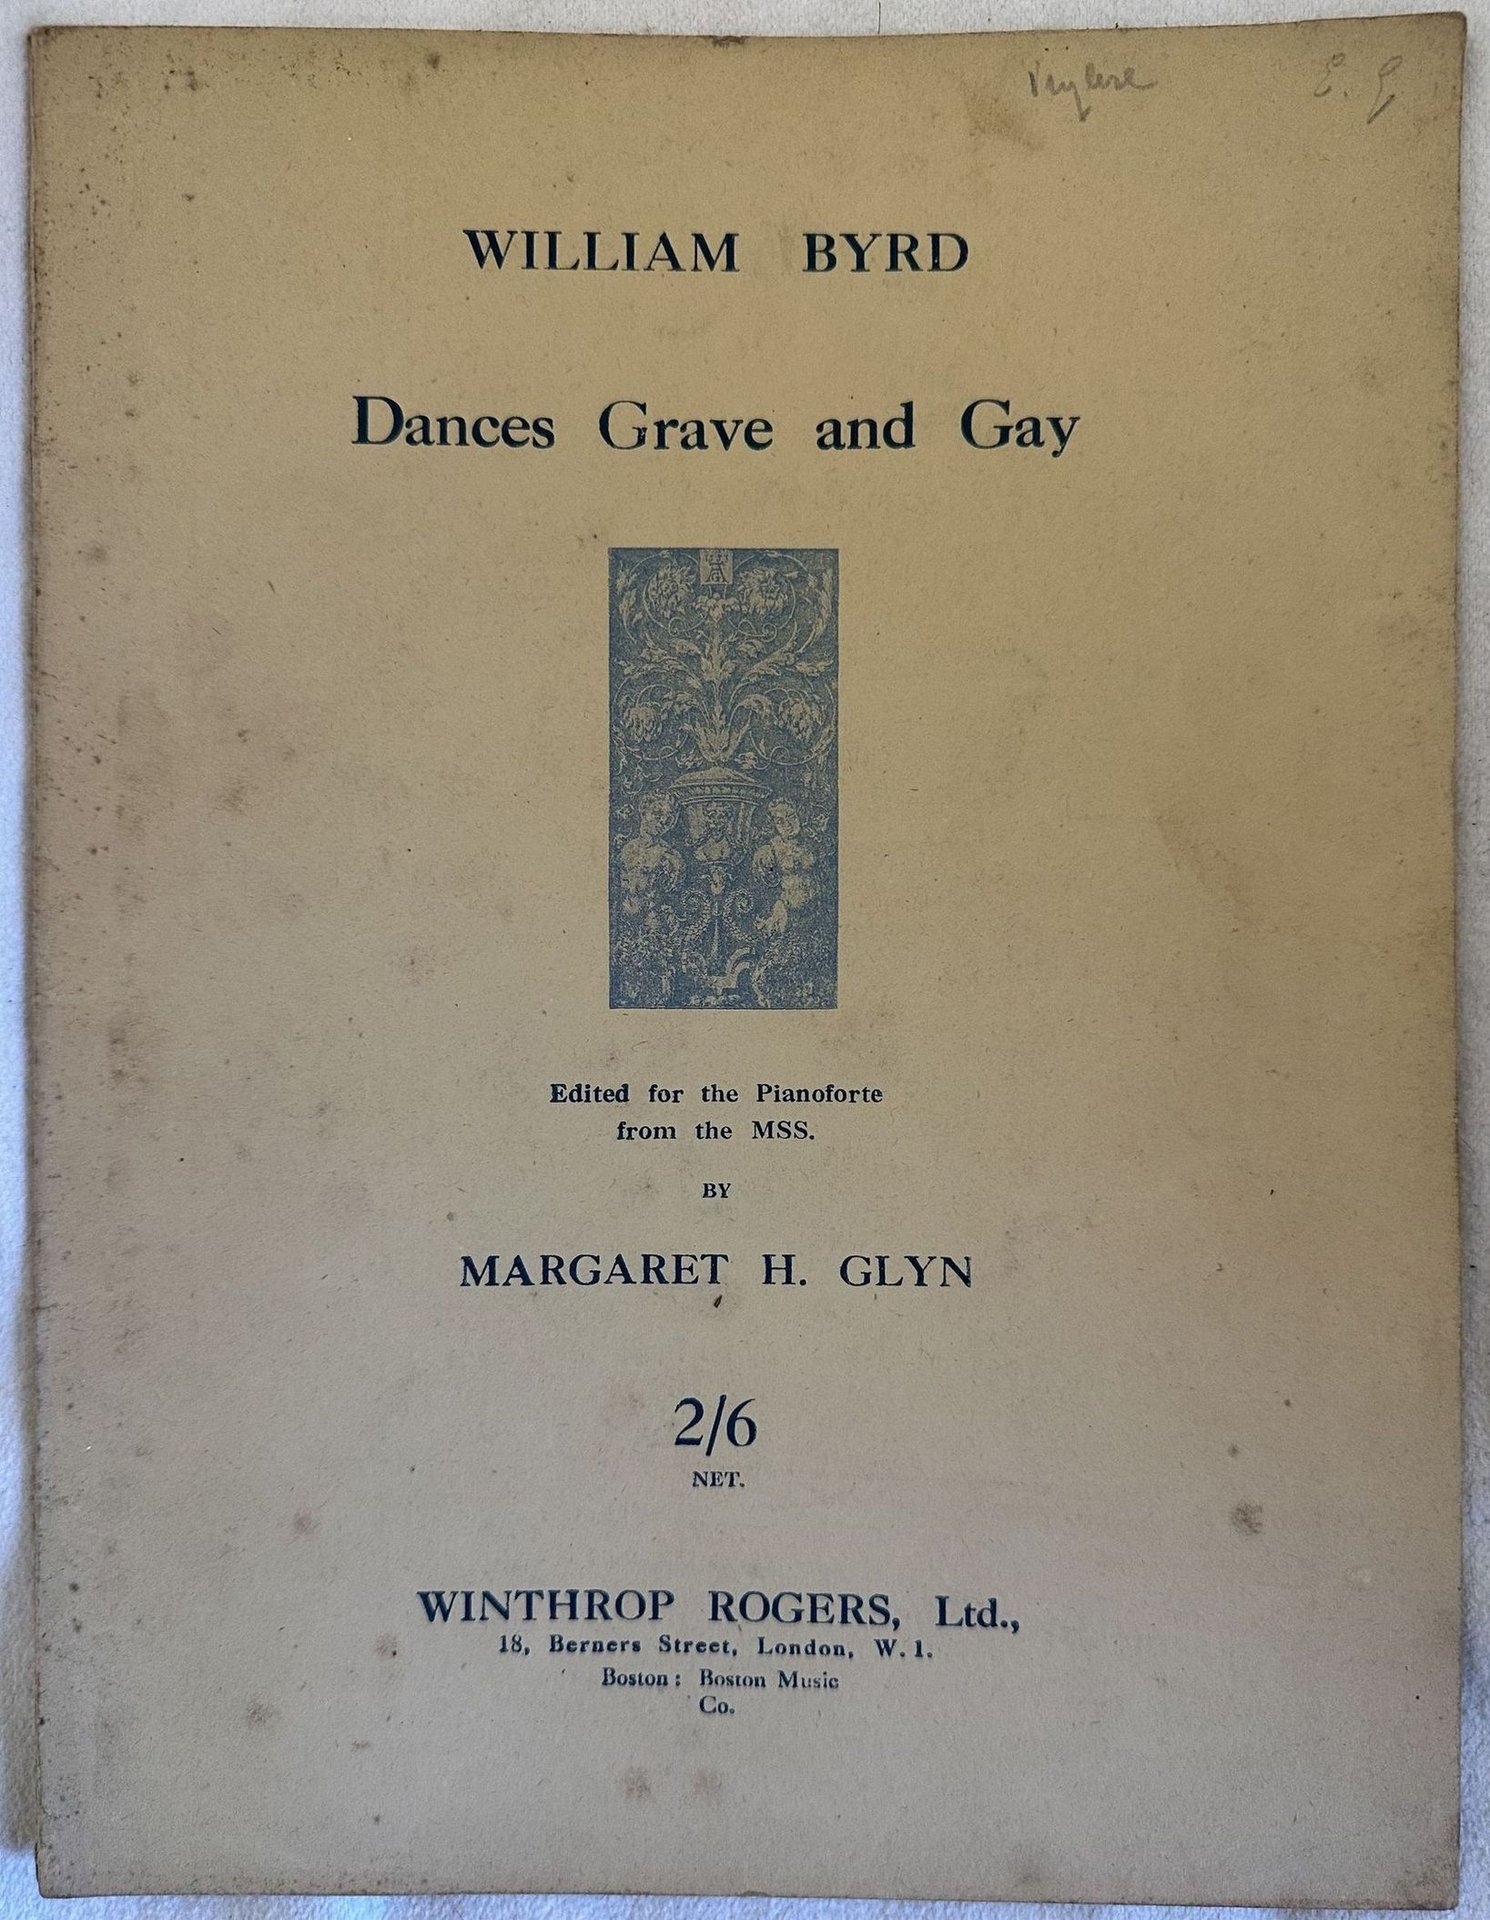 E. G
WILLIAM BYRD
Dances Grave and Gay
AG
Edited for the Pianoforte
from the MSS.
BY
MARGARET H. GLYN
2/6
NET.
WINTHROP ROGERS, Ltd.,
18, Berners Street, London, W. 1.
Boston: Boston Music
Co.